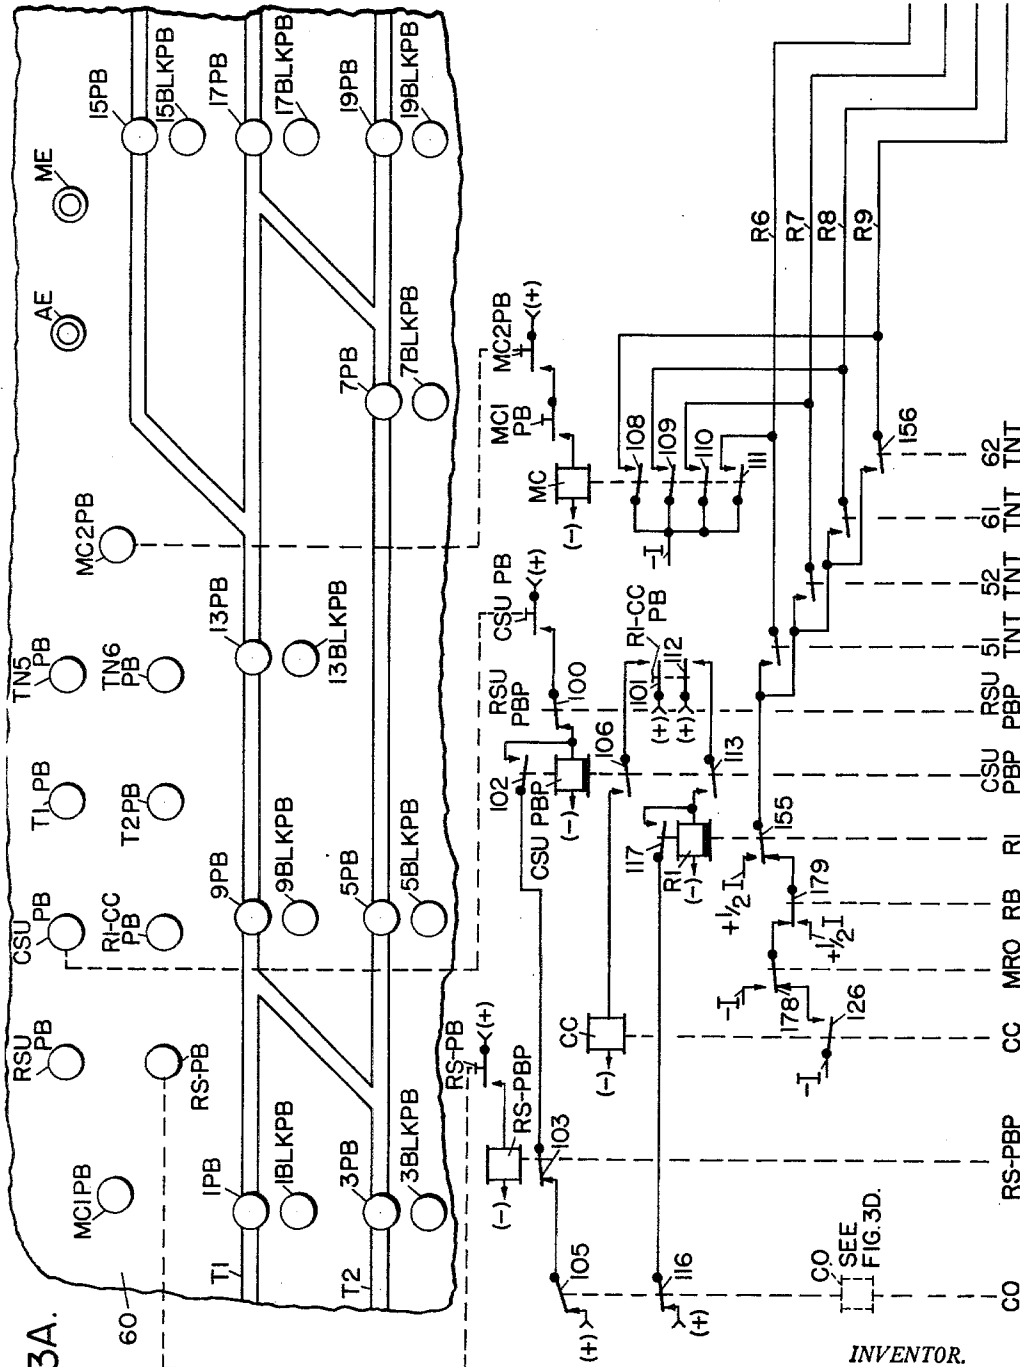 3A.
60
MC1PB
RSU
PB
RS-PB
CSU
PB
RI-CC
PB
T1 PB
T2PB
TN5
PB
TN6
PB
MC2PB
AE
ME
T1
T2
1PB
1BLKPB
3PB
3BLKPB
9PB
9BLKPB
5PB
5BLKPB
13PB
13BLKPB
7PB
7BLKPB
15PB
15BLKPB
17PB
17BLKPB
19PB
19BLKPB
RS-PB
(+)
RS-PBP
(-)
103
105
(+)
116
(+)
CO
SEE
FIG. 3D.
CSU PB
(+)
RSU
PBP
100
102
CSU PBP
(-)
106
RI-CC
PB
101
112
(+)
(+)
113
117
RI
(-)
CC
(-)
MC1
PB
MC2PB
(+)
MC
(-)
108
109
110
111
-I
R6
R7
R8
R9
156
155
+½I
179
+½I
-I
178
126
-I
CO
RS-PBP
CC
MRO
RB
RI
CSU
PBP
RSU
PBP
51
TNT
52
TNT
61
TNT
62
TNT
INVENTOR.